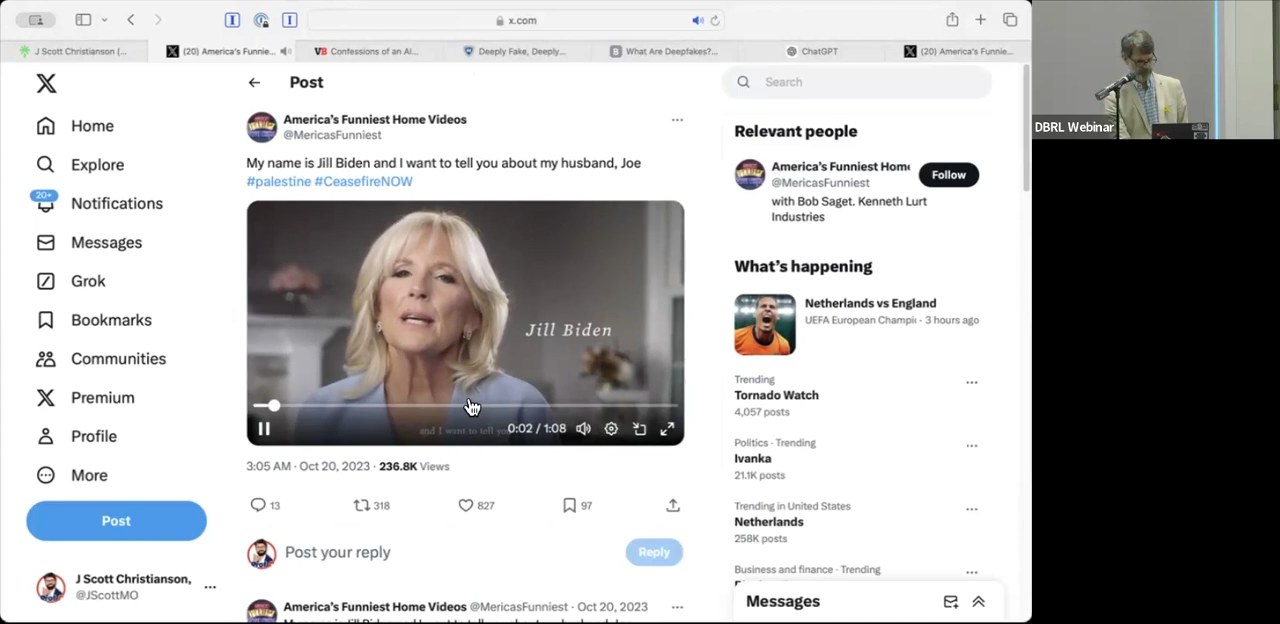 x.com
J Scott Christianson (...
(20) America's Funnie...
VB Confessions of an AI...
Deeply Fake, Deeply...
B What Are Deepfakes?...
ChatGPT
(20) America's Funnie...
Home
Explore
20+
Notifications
Messages
Grok
Bookmarks
Communities
Premium
Profile
More
Post
J Scott Christianson,
@JScottMO
Post
America's Funniest Home Videos
@MericasFunniest
My name is Jill Biden and I want to tell you about my husband, Joe
#palestine #CeasefireNOW
Jill Biden
and I want to tell you
0:02 / 1:08
3:05 AM · Oct 20, 2023 · 236.8K Views
13
318
827
97
Post your reply
Reply
America's Funniest Home Videos @MericasFunniest · Oct 20, 2023
Search
Relevant people
America's Funniest Home
@MericasFunniest
Follow
with Bob Saget. Kenneth Lurt
Industries
What's happening
Netherlands vs England
UEFA European Champi · 3 hours ago
Trending
Tornado Watch
4,057 posts
Politics · Trending
Ivanka
21.1K posts
Trending in United States
Netherlands
258K posts
Business and finance · Trending
Messages
DBRL Webinar